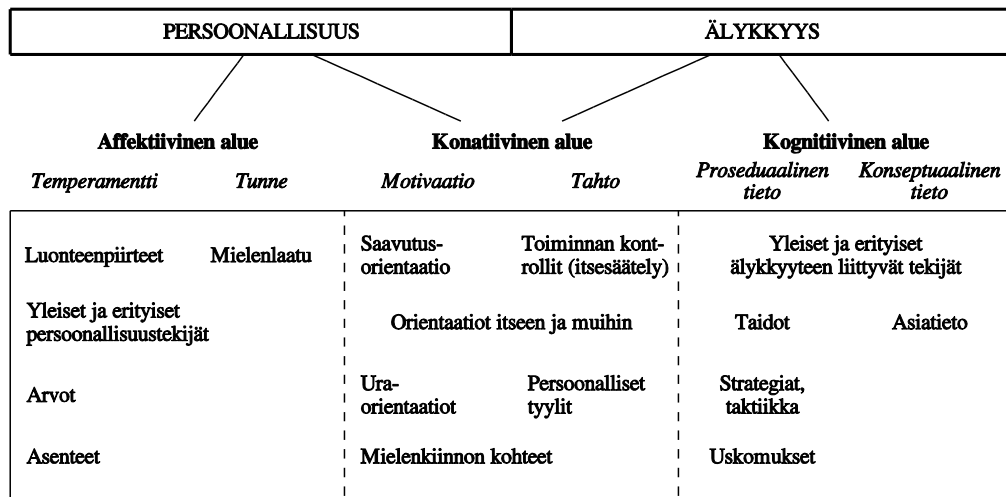 PERSOONALLISUUS ÄLYKKYYS
Affektiivinen alue Konatiivinen alue Kognitiivinen alue
Temperamentti Tunne Motivaatio Tahto Proseduaalinen tieto Konseptuaalinen tieto
Luonteenpiirteet Mielenlaatu
Saavutus-
orientaatio
Toiminnan kont-
rollit (itsesäätely)
Yleiset ja erityiset
älykkyyteen liittyvät tekijät
Yleiset ja erityiset
persoonallisuustekijät
Orientaatiot itseen ja muihin
Taidot Asiatieto
Arvot
Ura-
orientaatiot
Persoonalliset
tyylit
Strategiat,
taktiikka
Asenteet Mielenkiinnon kohteet Uskomukset